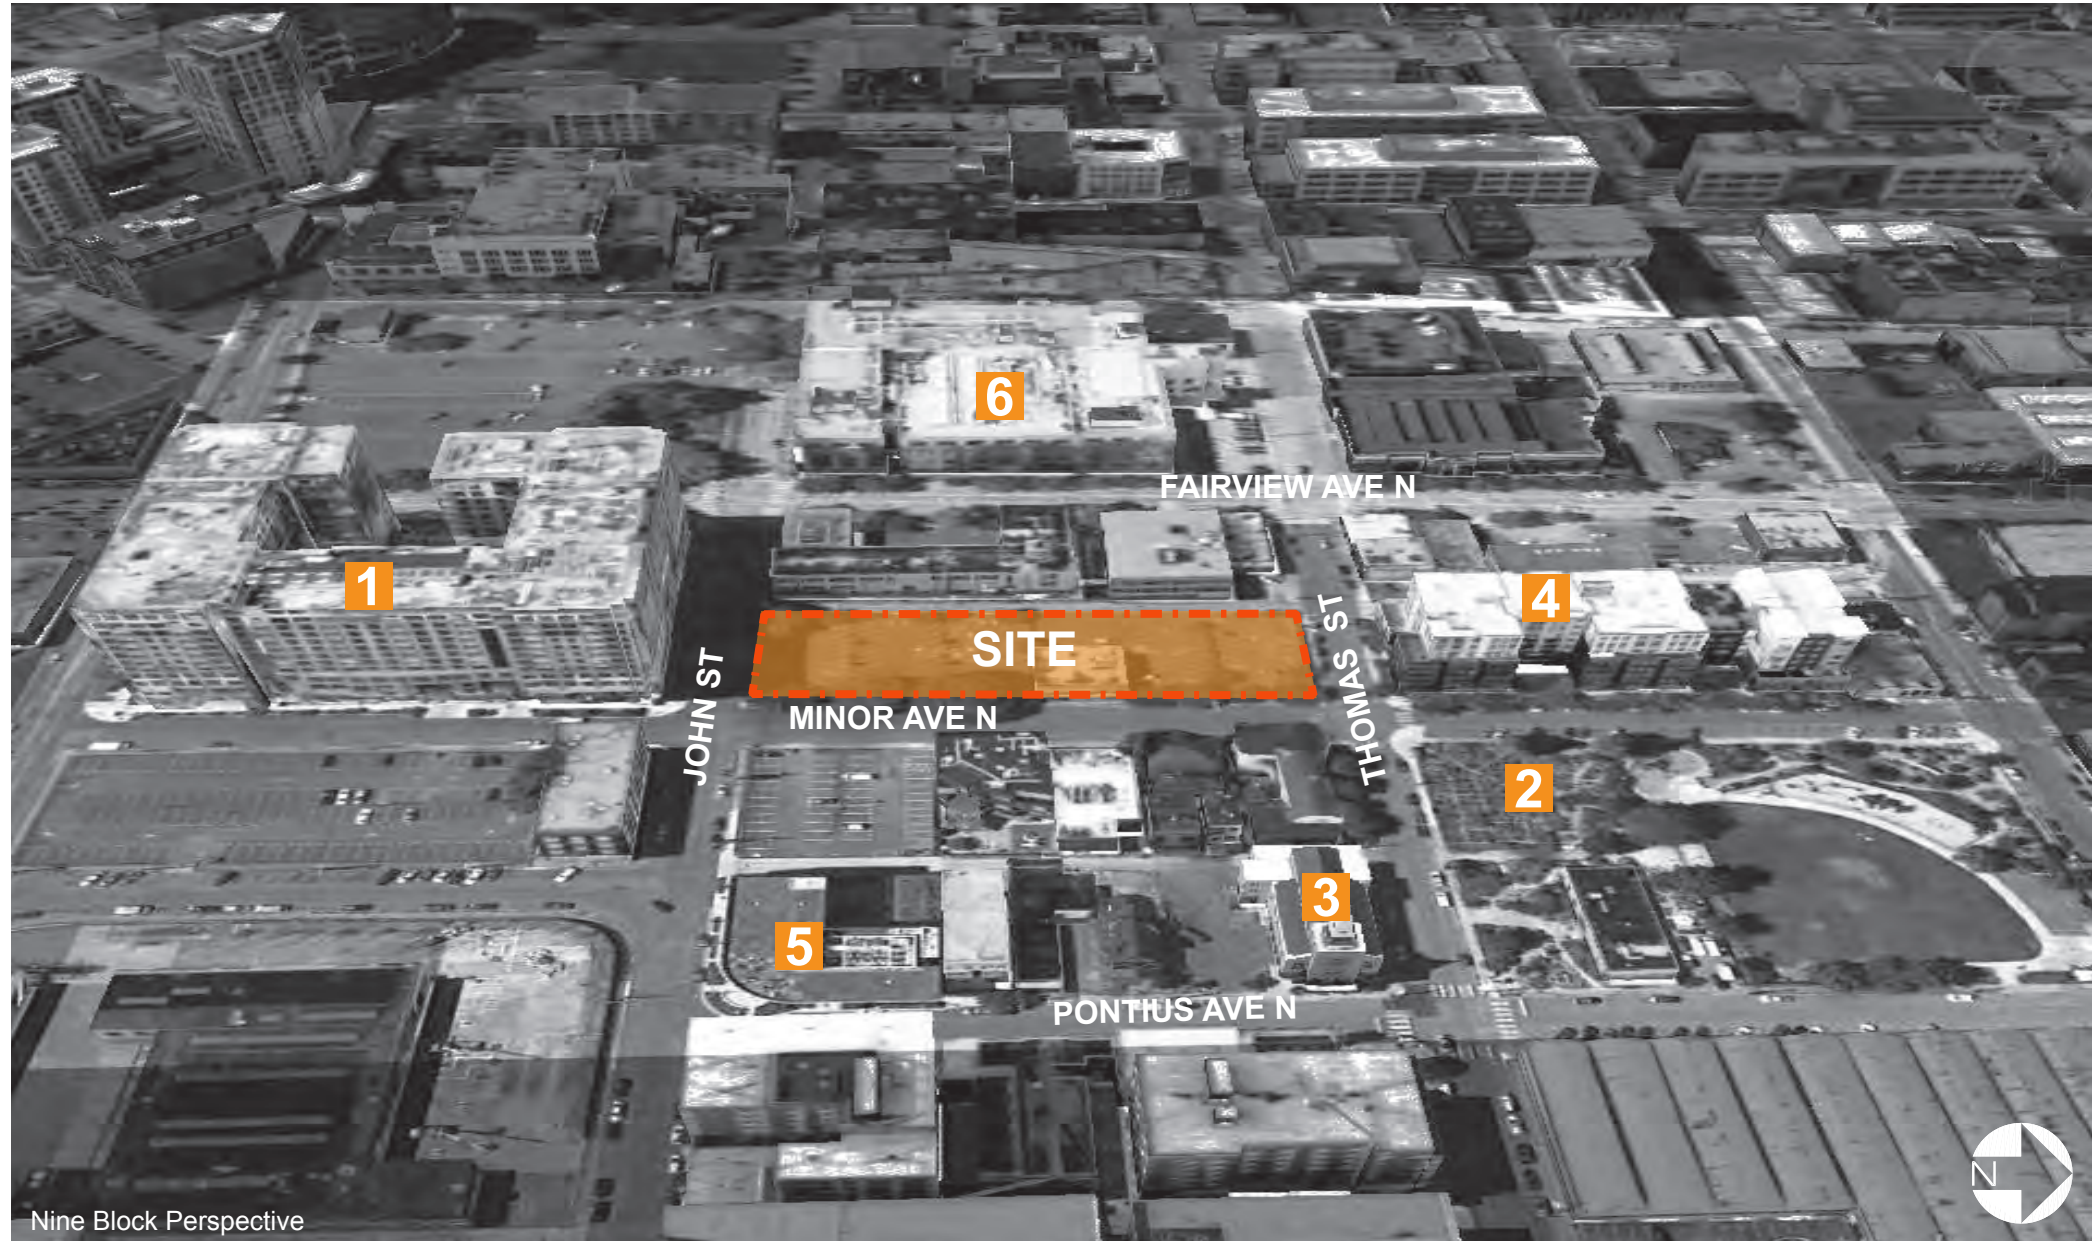 6
FAIRVIEW AVE N
1
4
SITE
THOMAS ST
JOHN ST
MINOR AVE N
2
3
5
PONTIUS AVE N
N
Nine Block Perspective